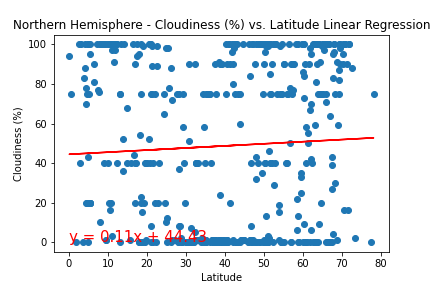 Northern Hemisphere - Cloudiness (%) vs. Latitude Linear Regression
100
80
60
40
20
0
Cloudiness (%)
y = 0.11x + 44.43
0 10 20 30 40 50 60 70 80
Latitude